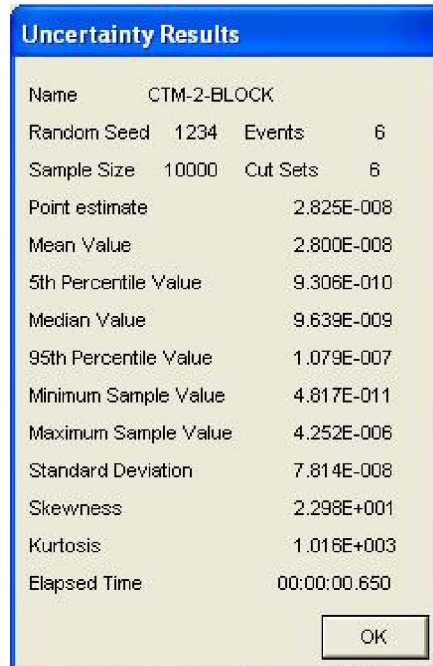 Uncertainty Results
Name CTM-2-BLOCK
Random Seed 1234 Events 6
Sample Size 10000 Cut Sets 6
Point estimate 2.825E-008
Mean Value 2.800E-008
5th Percentile Value 9.306E-010
Median Value 9.639E-009
95th Percentile Value 1.079E-007
Minimum Sample Value 4.817E-011
Maximum Sample Value 4.252E-006
Standard Deviation 7.814E-008
Skewness 2.298E+001
Kurtosis 1.016E+003
Elapsed Time 00:00:00.650
OK